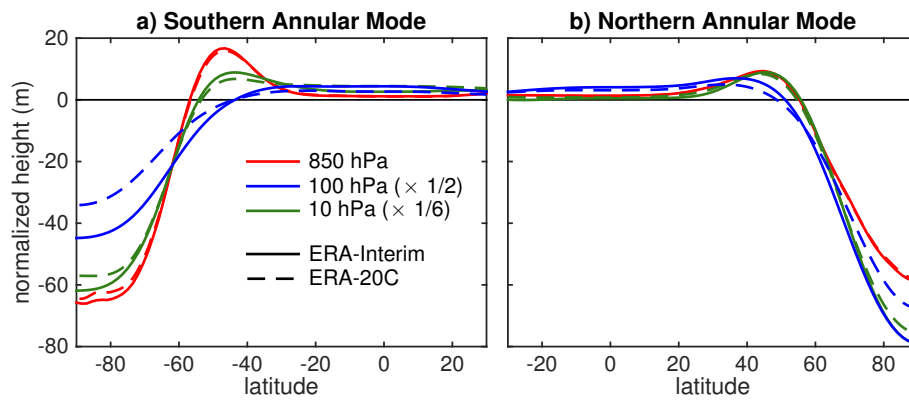 a) Southern Annular Mode
b) Northern Annular Mode
normalized height (m)
20
0
-20
-40
-60
-80
850 hPa
100 hPa (× 1/2)
10 hPa (× 1/6)
ERA-Interim
ERA-20C
-80 -60 -40 -20 0 20
-20 0 20 40 60 80
latitude
latitude